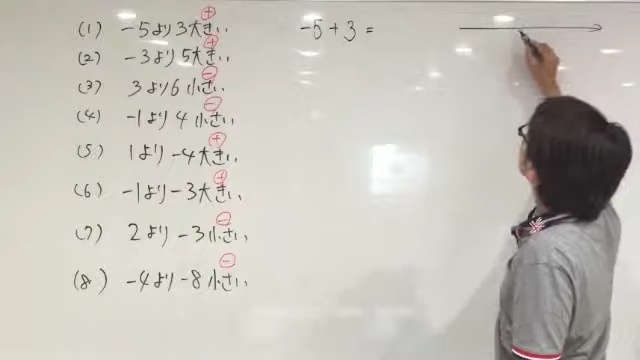 (1) -5より3大きい ⊕
(2) -3より5大きい ⊕
(3) 3より6小さい ⊖
(4) -1より4小さい ⊖
(5) 1より-4大きい ⊕
(6) -1より-3大きい ⊕
(7) 2より-3小さい ⊖
(8) -4より-8小さい ⊖
-5+3=